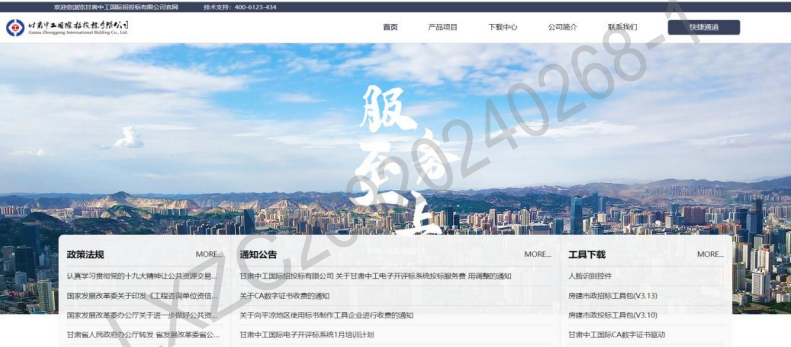 欢迎您浏览甘肃中工国际招投标有限公司官网 技术支持：400-6123-434
甘肃中工国际招投标有限公司
Gansu Zhonggong International Bidding Co., Ltd.
首页 产品项目 下载中心 公司简介 联系我们 快捷通道
服务
至上
政策法规 MORE...
认真学习贯彻党的十九大精神让公共资源交易...
国家发展改革委关于印发《工程咨询单位资信...
国家发展改革委办公厅关于进一步做好公共资...
甘肃省人民政府办公厅转发 省发展改革委省公...
通知公告 MORE...
甘肃中工国际招投标有限公司 关于甘肃中工电子开评标系统投标服务费 用调整的通知
关于CA数字证书收费的通知
关于向平凉地区使用标书制作工具企业进行收费的通知
甘肃中工国际电子开评标系统1月培训计划
工具下载 MORE...
人脸识别控件
房建市政招标工具包(V3.13)
房建市政投标工具包(V3.10)
甘肃中工国际CA数字证书驱动